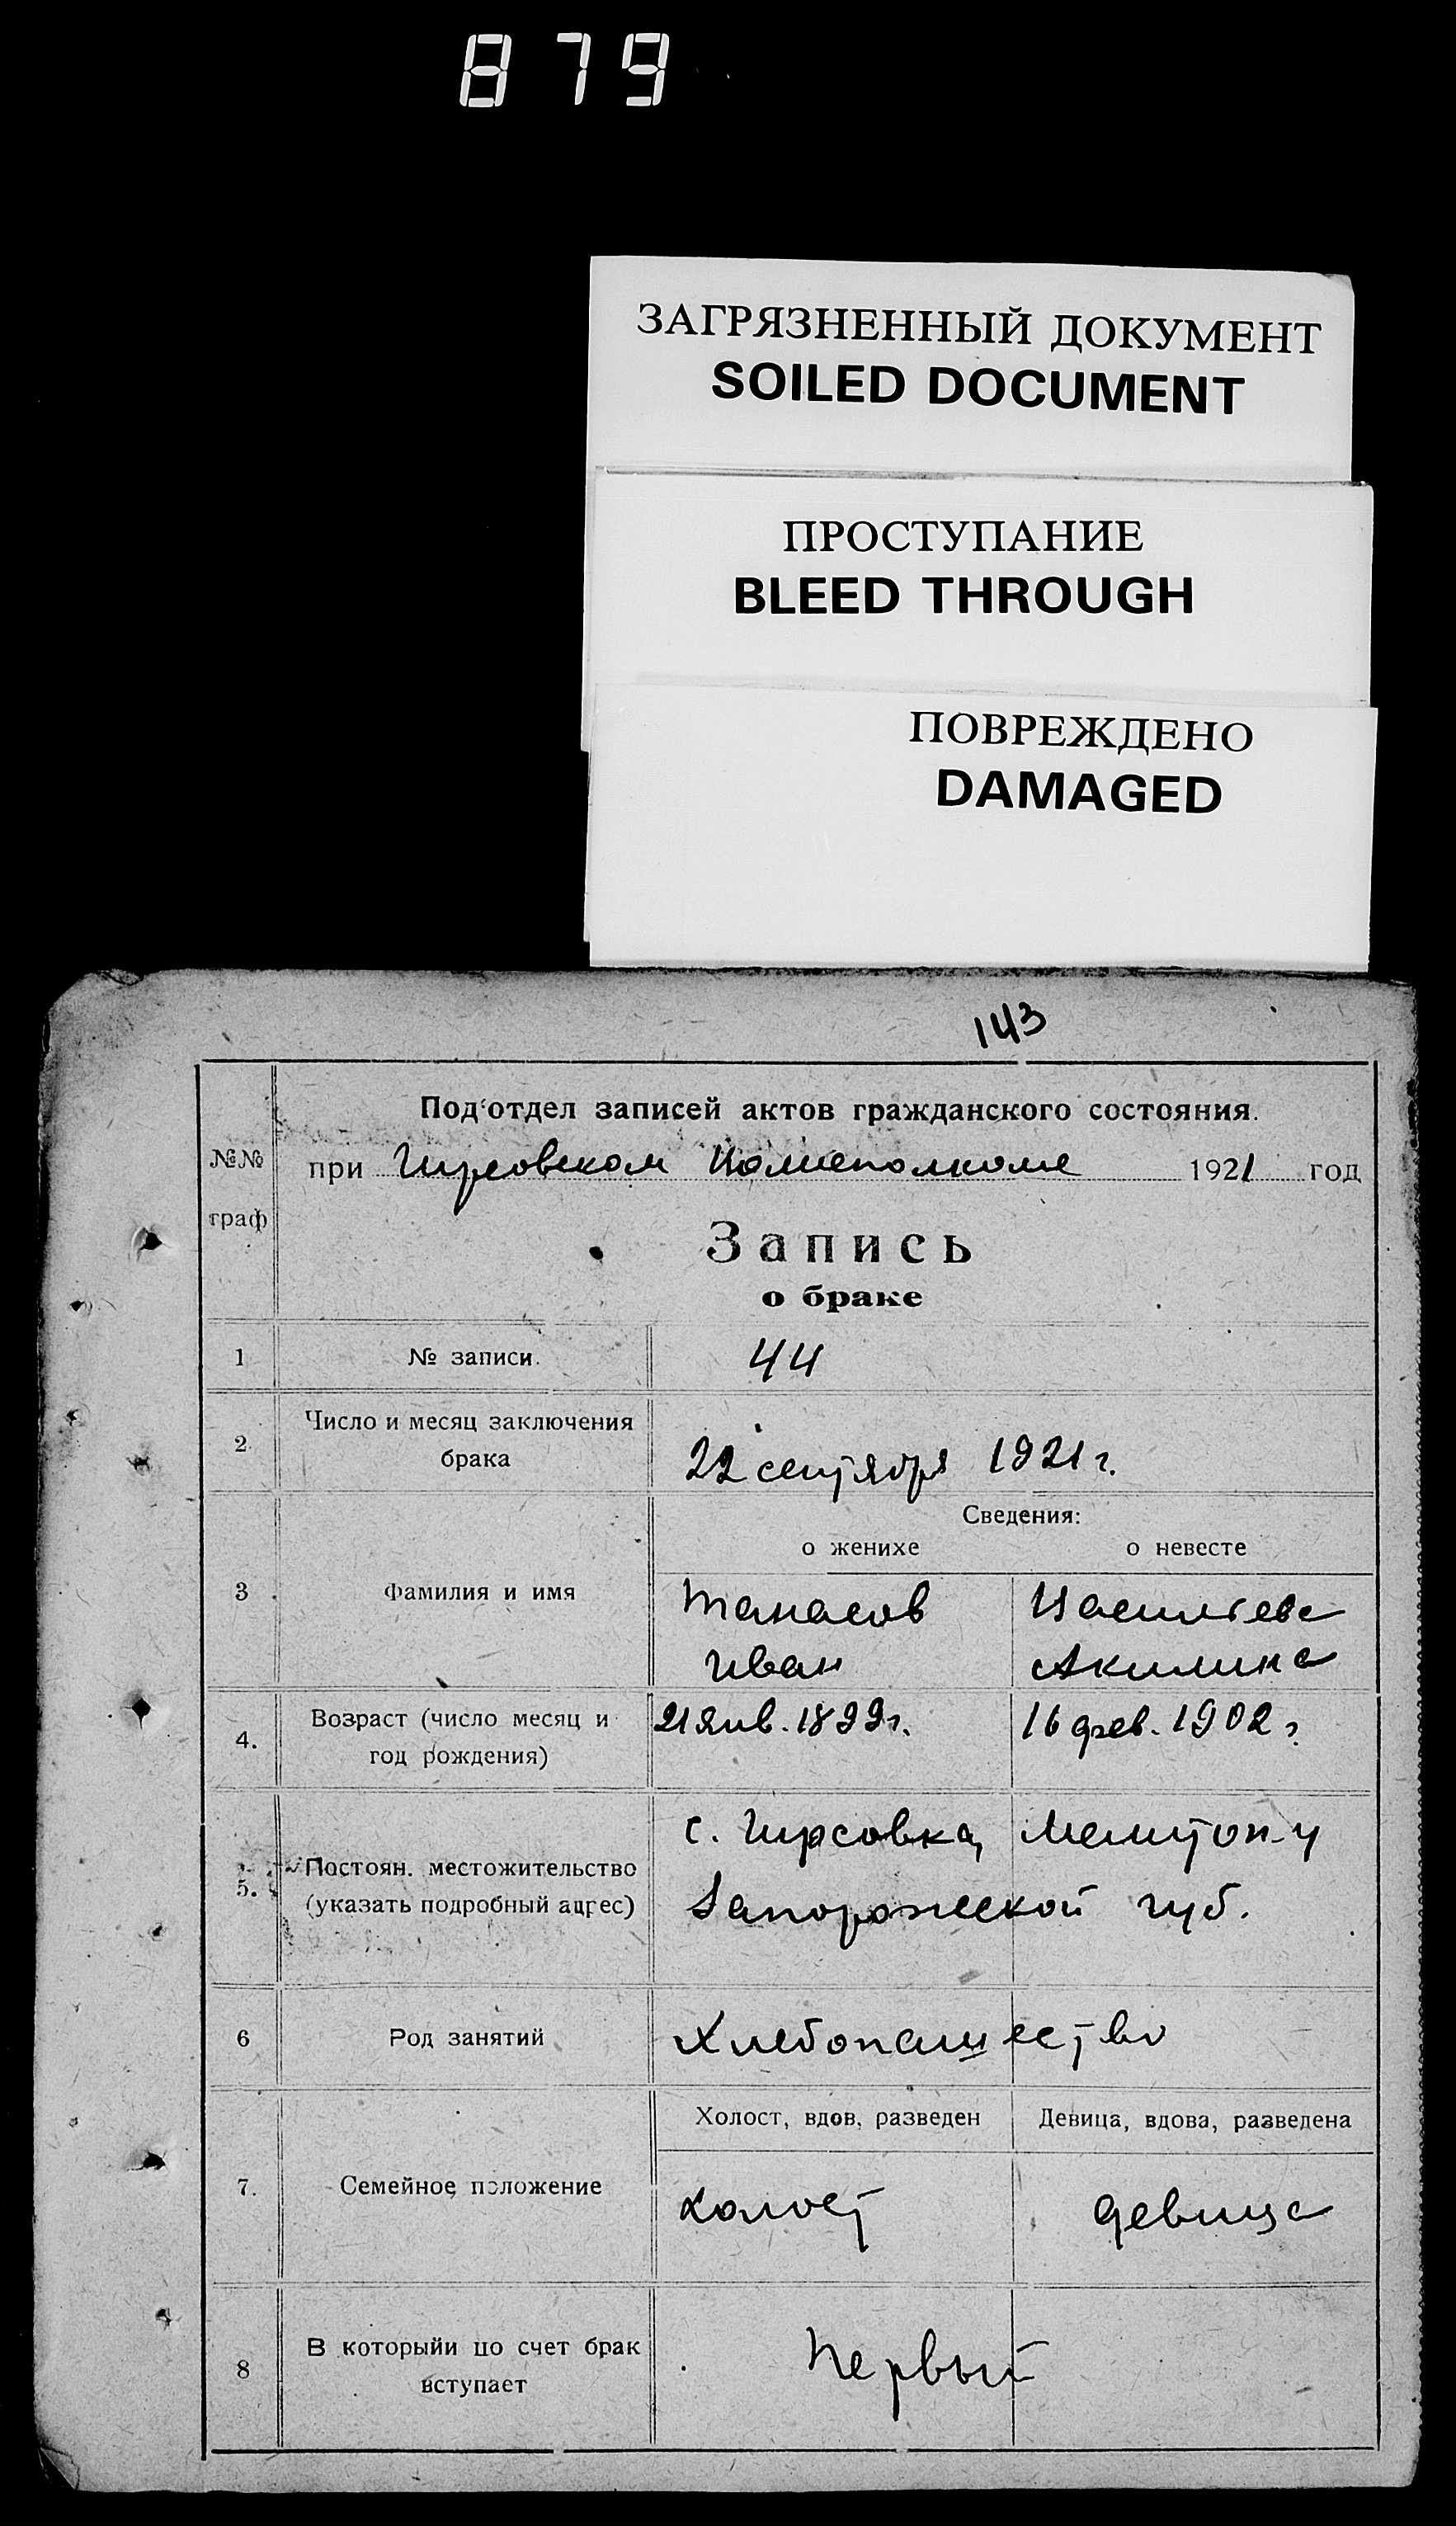 879
ЗАГРЯЗНЕННЫЙ ДОКУМЕНТ
SOILED DOCUMENT
ПРОСТУПАНИЕ
BLEED THROUGH
ПОВРЕЖДЕНО
DAMAGED
143
Под'отдел записей актов гражданского состояния.
№№ граф
при Гирсовском 1921 год
Запись
о браке
1 № записи. 44
2 Число и месяц заключения брака 22 сентября 1921 г.
Сведения:
о женихе о невесте
3 Фамилия и имя
Танасов Васильева
Иван Акилина
4. Возраст (число месяц и год рождения) 21 янв. 1899 г. 16 фев. 1902 г.
5. Постоян. местожительство (указать подробный адрес)
с. Гирсовка, Мелитоп. у
Запорожской губ.
6 Род занятий Хлебопашество
Холост, вдов, разведен Девица, вдова, разведена
7. Семейное положение холост девица
8 В которыйи по счет брак вступает Первый